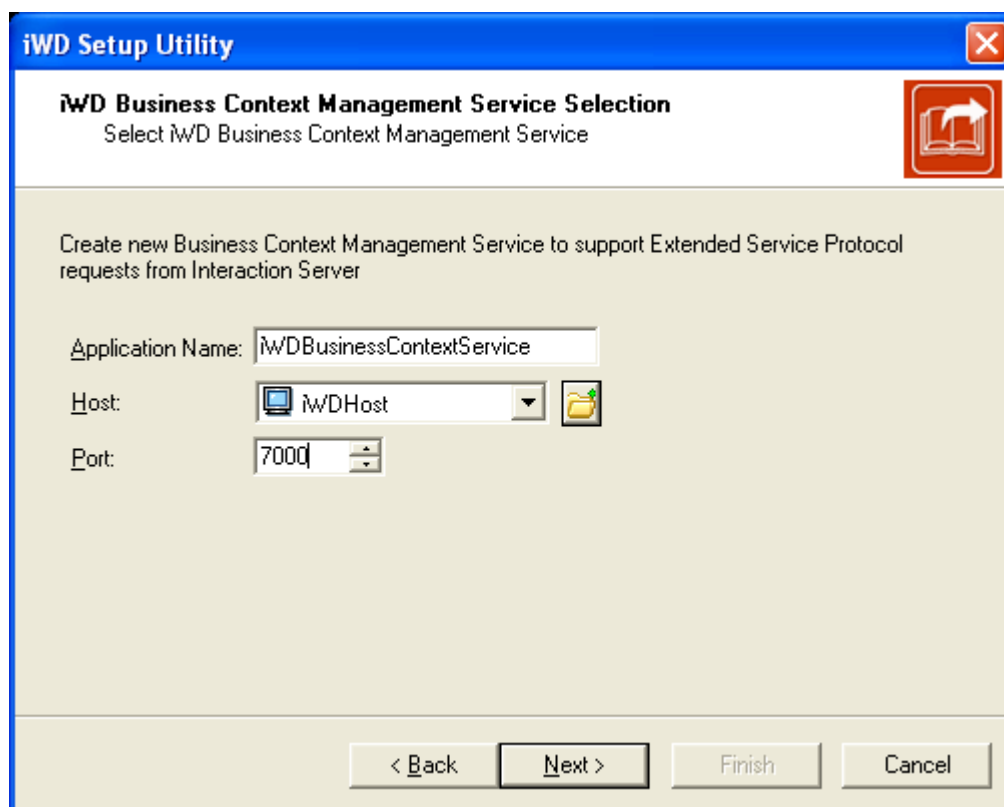 iWD Setup Utility
iWD Business Context Management Service Selection
Select iWD Business Context Management Service
Create new Business Context Management Service to support Extended Service Protocol
requests from Interaction Server
Application Name: iWDBusinessContextService
Host: iWDHost
Port: 7000
< Back Next > Finish Cancel